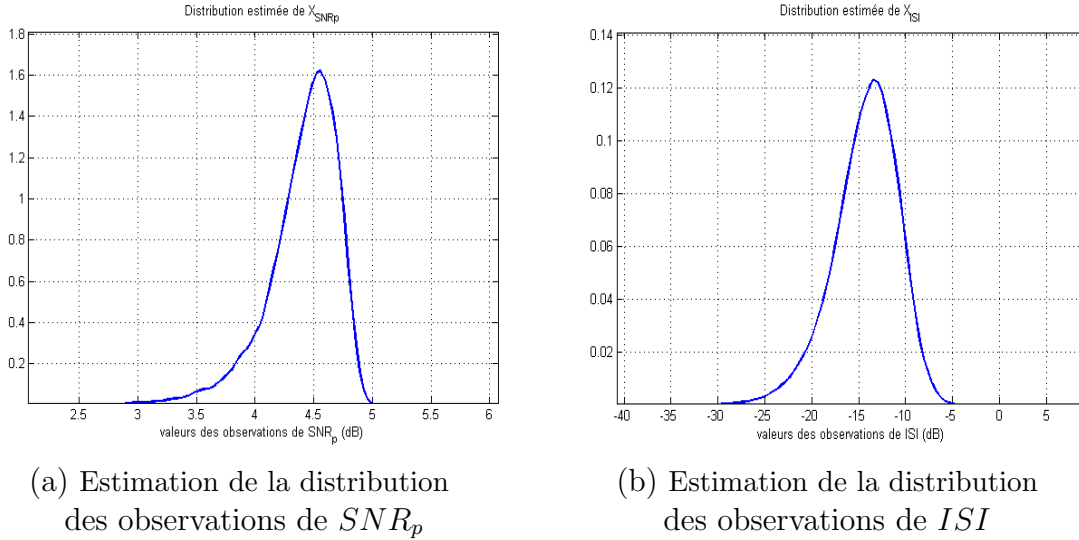 Distribution estimée de X_SNRp
1.8
1.6
1.4
1.2
1
0.8
0.6
0.4
0.2
2.5 3 3.5 4 4.5 5 5.5 6
valeurs des observations de SNR_p (dB)
(a) Estimation de la distribution
des observations de SNR_p
Distribution estimée de X_ISI
0.14
0.12
0.1
0.08
0.06
0.04
0.02
-40 -35 -30 -25 -20 -15 -10 -5 0 5
valeurs des observations de ISI (dB)
(b) Estimation de la distribution
des observations de ISI